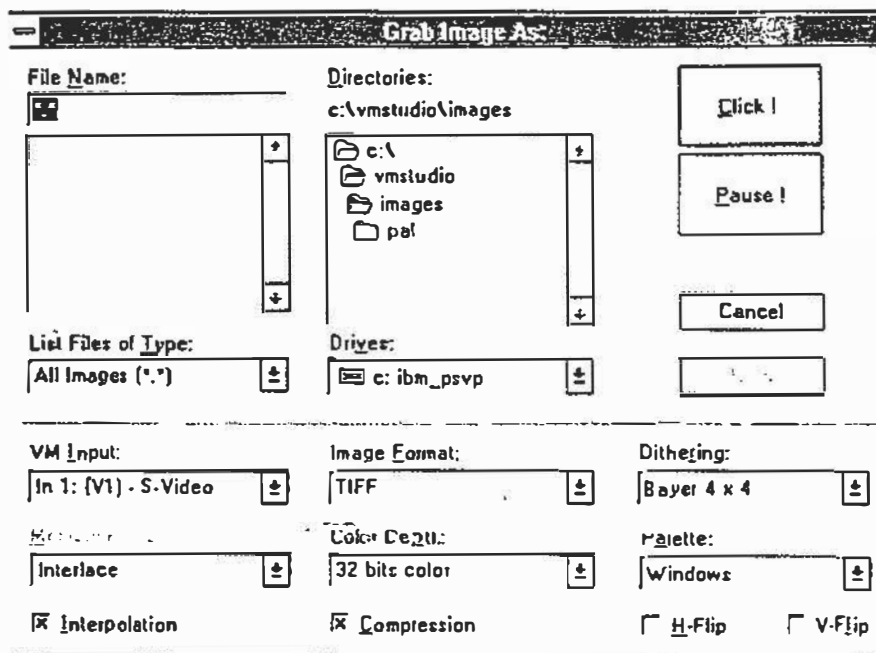 Grab Image As:
File Name:
Directories:
c:\vmstudio\images
Click !
c:\
vmstudio
images
pal
Pause !
Cancel
List Files of Type:
Drives:
All Images (*.*)
c: ibm_psvp
VM Input:
Image Format:
Dithering:
In 1: (V1) - S-Video
TIFF
Bayer 4 x 4
Color Depth:
Palette:
Interlace
32 bits color
Windows
Interpolation
Compression
H-Flip
V-Flip